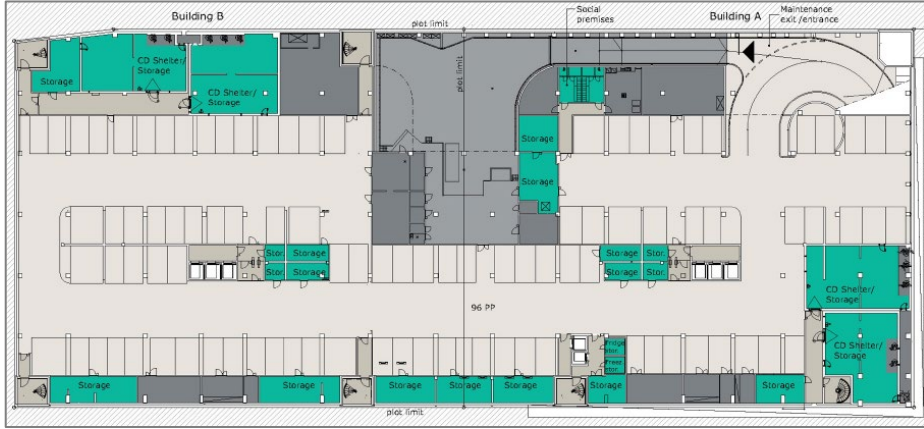 Building B
plot limit
Social
premises
Building A
Maintenance
exit /entrance
plot limit
Storage
CD Shelter/
Storage
CD Shelter/
Storage
Storage
Storage
Stor.
Storage
Stor.
Storage
Storage
Stor.
Storage
Stor.
96 PP
CD Shelter/
Storage
CD Shelter/
Storage
Fridge
stor.
Freez
stor.
Storage
Storage
Storage
Storage
Storage
Storage
Storage
plot limit